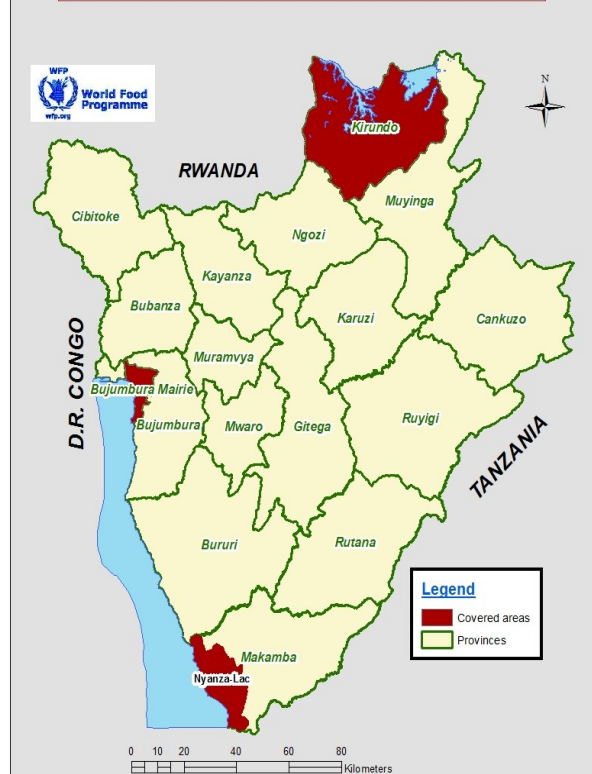 WFP
World Food
Programme
wfp.org
N
Kirundo
RWANDA
Muyinga
Cibitoke
Ngozi
Kayanza
Bubanza
Karuzi
Cankuzo
Muramvya
D.R. CONGO
Bujumbura Mairie
Bujumbura
Mwaro
Gitega
Ruyigi
TANZANIA
Bururi
Rutana
Legend
Covered areas
Provinces
Makamba
Nyanza-Lac
0 10 20 40 60 80
Kilometers